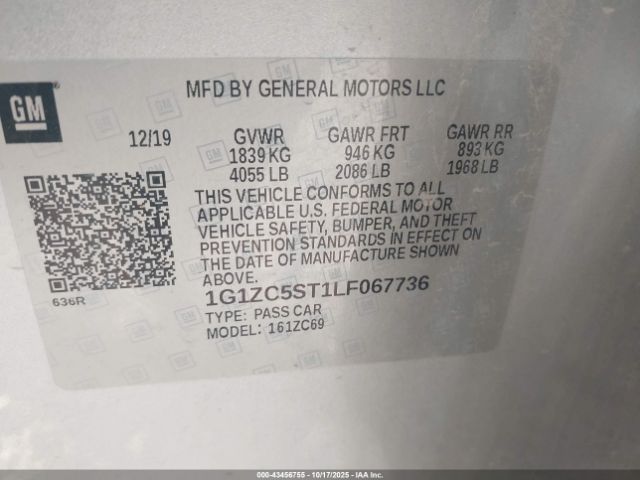 GM
MFD BY GENERAL MOTORS LLC
12/19 GVWR GAWR FRT GAWR RR
1839 KG 946 KG 893 KG
4055 LB 2086 LB 1968 LB
THIS VEHICLE CONFORMS TO ALL
APPLICABLE U.S. FEDERAL MOTOR
VEHICLE SAFETY, BUMPER, AND THEFT
PREVENTION STANDARDS IN EFFECT ON
THE DATE OF MANUFACTURE SHOWN
ABOVE.
636R
1G1ZC5ST1LF067736
TYPE: PASS CAR
MODEL: 161ZC69
000-43456755 - 10/17/2025 - COPART.COM